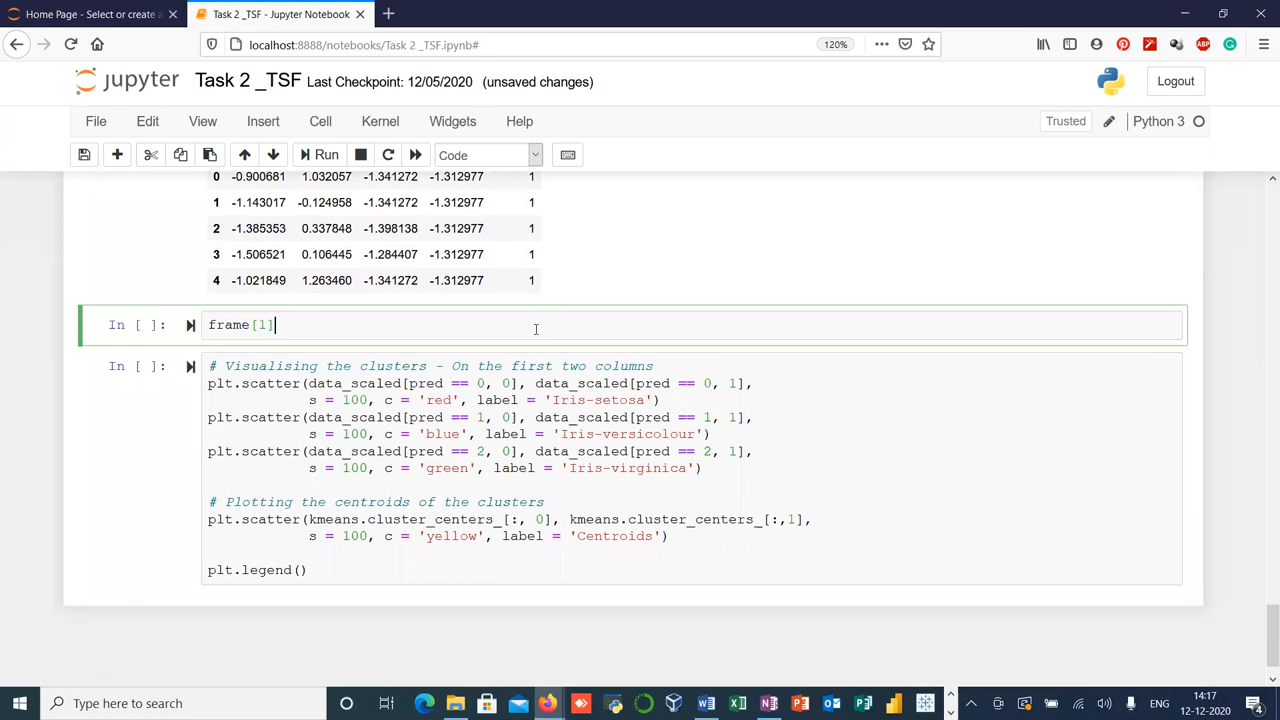 Home Page - Select or create a
Task 2 _TSF - Jupyter Notebook
localhost:8888/notebooks/Task 2 _TSF.ipynb#
120%
jupyter Task 2 _TSF Last Checkpoint: 12/05/2020 (unsaved changes)
Logout
File Edit View Insert Cell Kernel Widgets Help
Trusted
Python 3
Run
Code
0 -0.900681 1.032057 -1.341272 -1.312977 1
1 -1.143017 -0.124958 -1.341272 -1.312977 1
2 -1.385353 0.337848 -1.398138 -1.312977 1
3 -1.506521 0.106445 -1.284407 -1.312977 1
4 -1.021849 1.263460 -1.341272 -1.312977 1
In [ ]: frame[1]
In [ ]: # Visualising the clusters - On the first two columns
plt.scatter(data_scaled[pred == 0, 0], data_scaled[pred == 0, 1],
s = 100, c = 'red', label = 'Iris-setosa')
plt.scatter(data_scaled[pred == 1, 0], data_scaled[pred == 1, 1],
s = 100, c = 'blue', label = 'Iris-versicolour')
plt.scatter(data_scaled[pred == 2, 0], data_scaled[pred == 2, 1],
s = 100, c = 'green', label = 'Iris-virginica')
# Plotting the centroids of the clusters
plt.scatter(kmeans.cluster_centers_[:, 0], kmeans.cluster_centers_[:,1],
s = 100, c = 'yellow', label = 'Centroids')
plt.legend()
Type here to search
ENG
14:17
12-12-2020
4